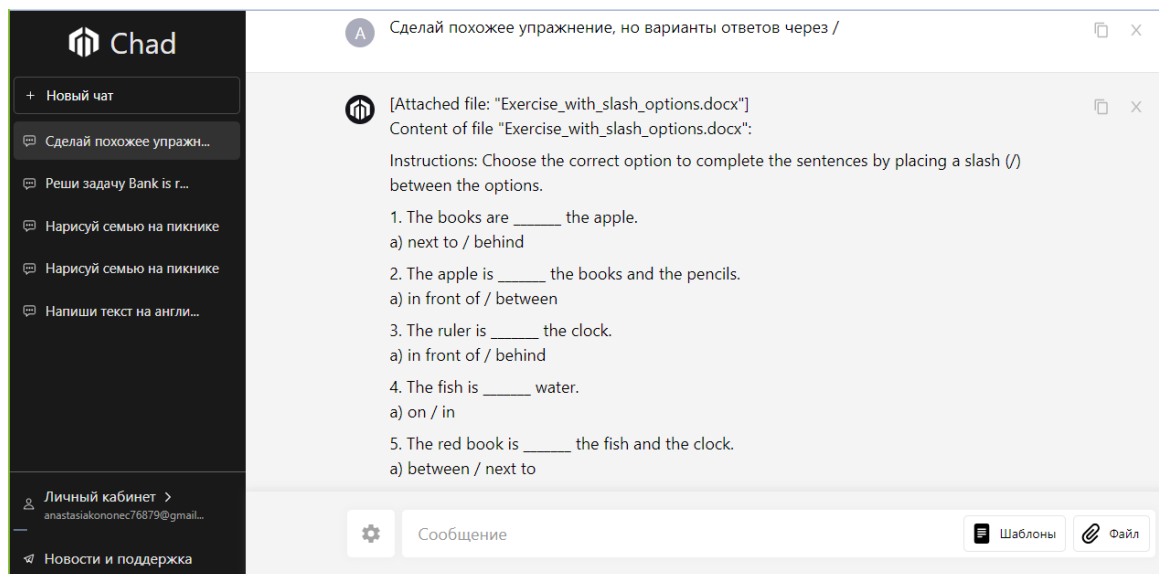 Chad
+ Новый чат
Сделай похожее упражн...
Реши задачу Bank is r...
Нарисуй семью на пикнике
Нарисуй семью на пикнике
Напиши текст на англи...
Личный кабинет >
anastasiakononec76879@gmail...
Новости и поддержка
A
Сделай похожее упражнение, но варианты ответов через /
[Attached file: "Exercise_with_slash_options.docx"]
Content of file "Exercise_with_slash_options.docx":
Instructions: Choose the correct option to complete the sentences by placing a slash (/)
between the options.
1. The books are _______ the apple.
a) next to / behind
2. The apple is _______ the books and the pencils.
a) in front of / between
3. The ruler is _______ the clock.
a) in front of / behind
4. The fish is _______ water.
a) on / in
5. The red book is _______ the fish and the clock.
a) between / next to
Сообщение
Шаблоны
Файл